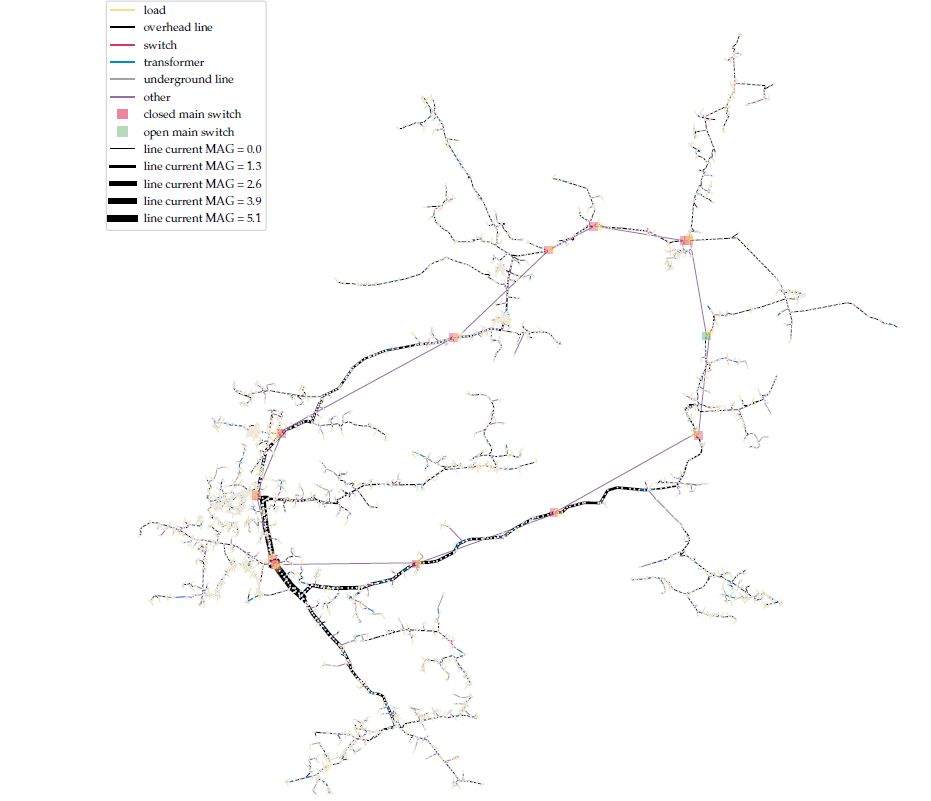 load
overhead line
switch
transformer
underground line
other
closed main switch
open main switch
line current MAG = 0.0
line current MAG = 1.3
line current MAG = 2.6
line current MAG = 3.9
line current MAG = 5.1